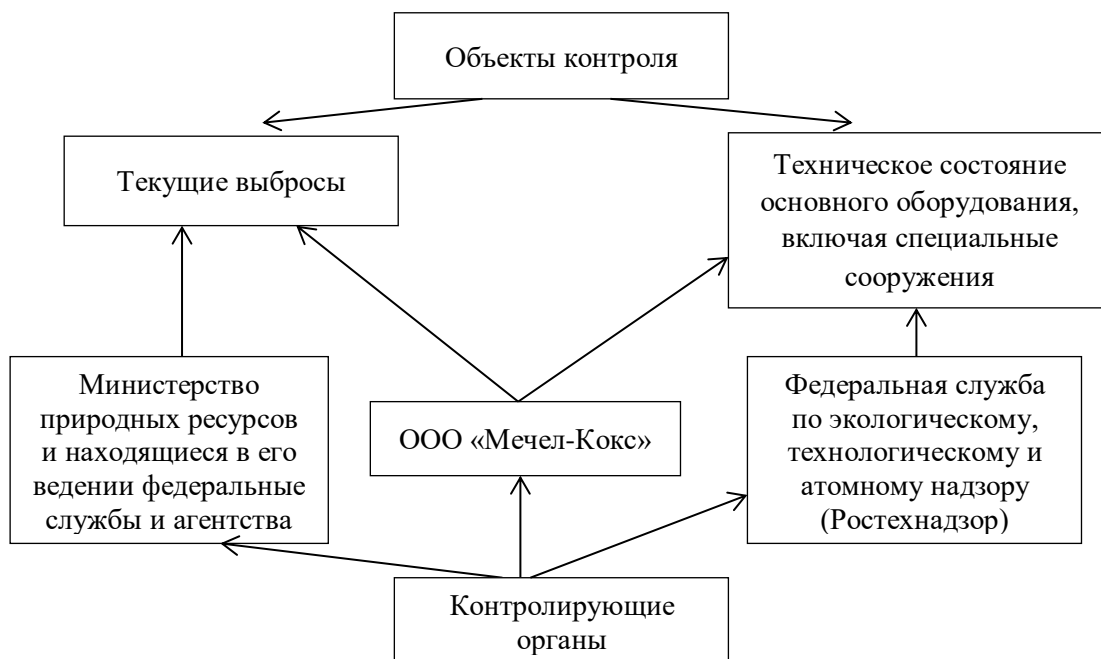 Объекты контроля
Текущие выбросы
Техническое состояние
основного оборудования,
включая специальные
сооружения
Министерство
природных ресурсов
и находящиеся в его
ведении федеральные
службы и агентства
ООО «Мечел-Кокс»
Федеральная служба
по экологическому,
технологическому и
атомному надзору
(Ростехнадзор)
Контролирующие
органы